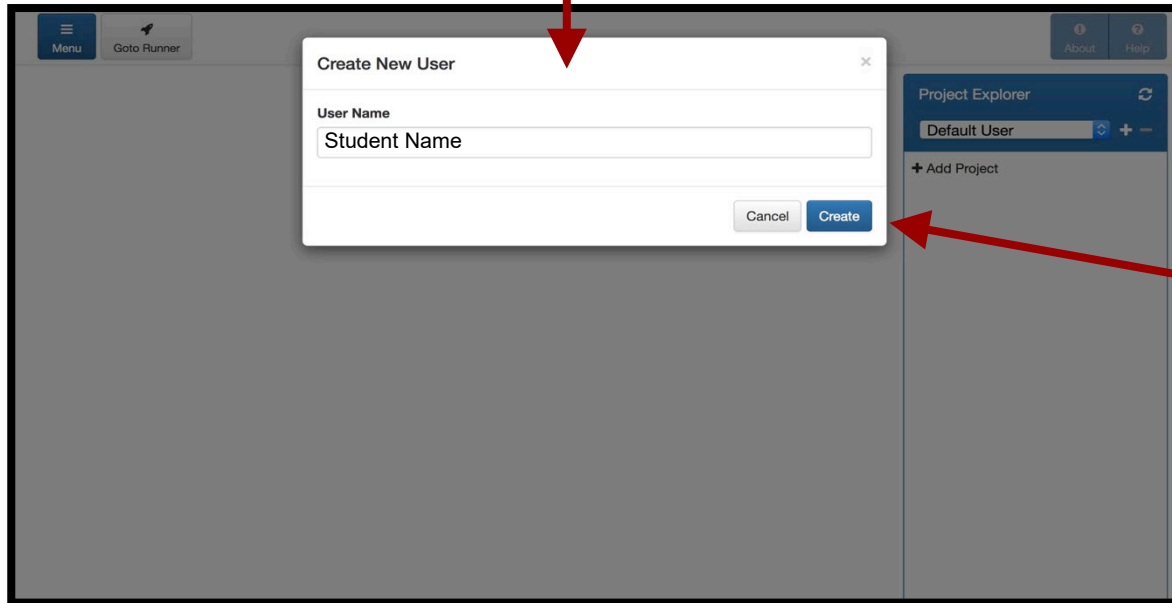 Menu
Goto Runner
About
Help
Create New User
×
User Name
Student Name
Cancel
Create
Project Explorer
Default User
+ Add Project